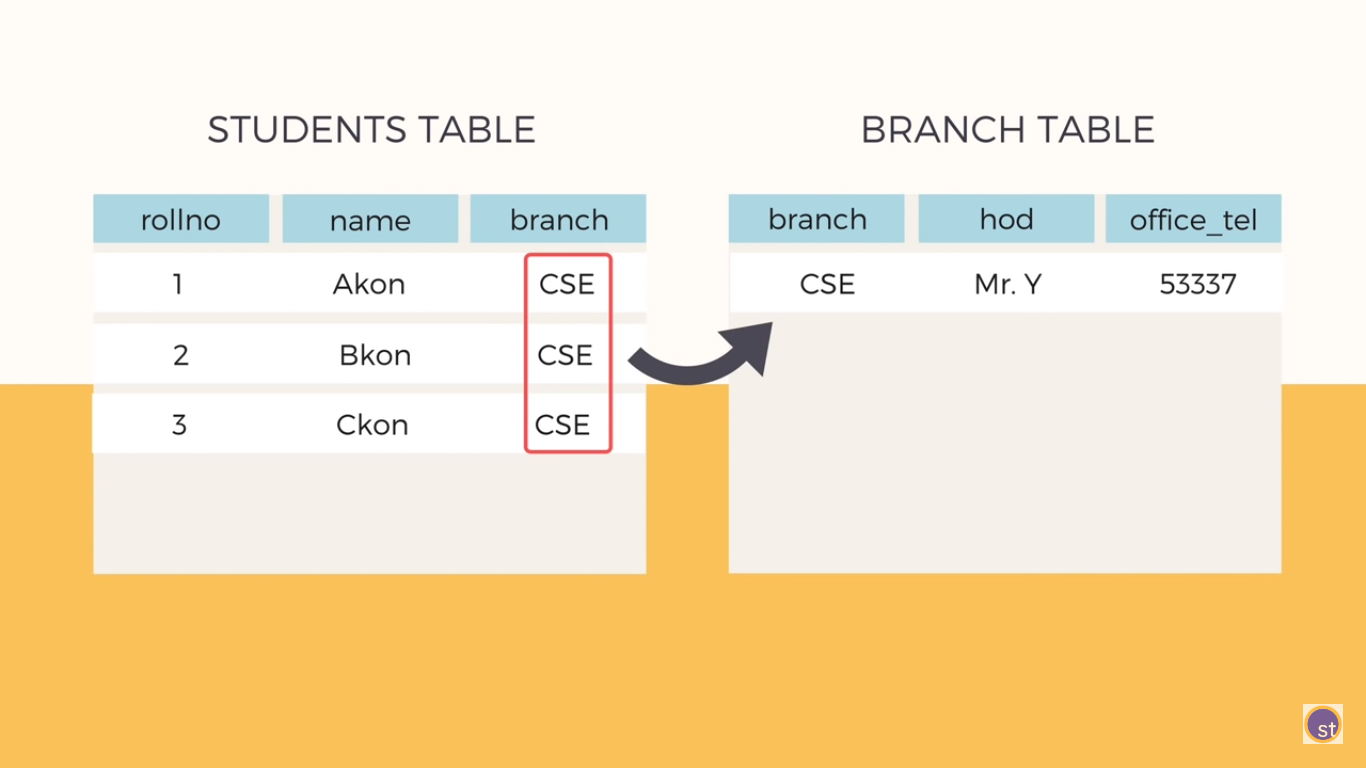 STUDENTS TABLE
rollno name branch
1 Akon CSE
2 Bkon CSE
3 Ckon CSE
BRANCH TABLE
branch hod office_tel
CSE Mr. Y 53337
st